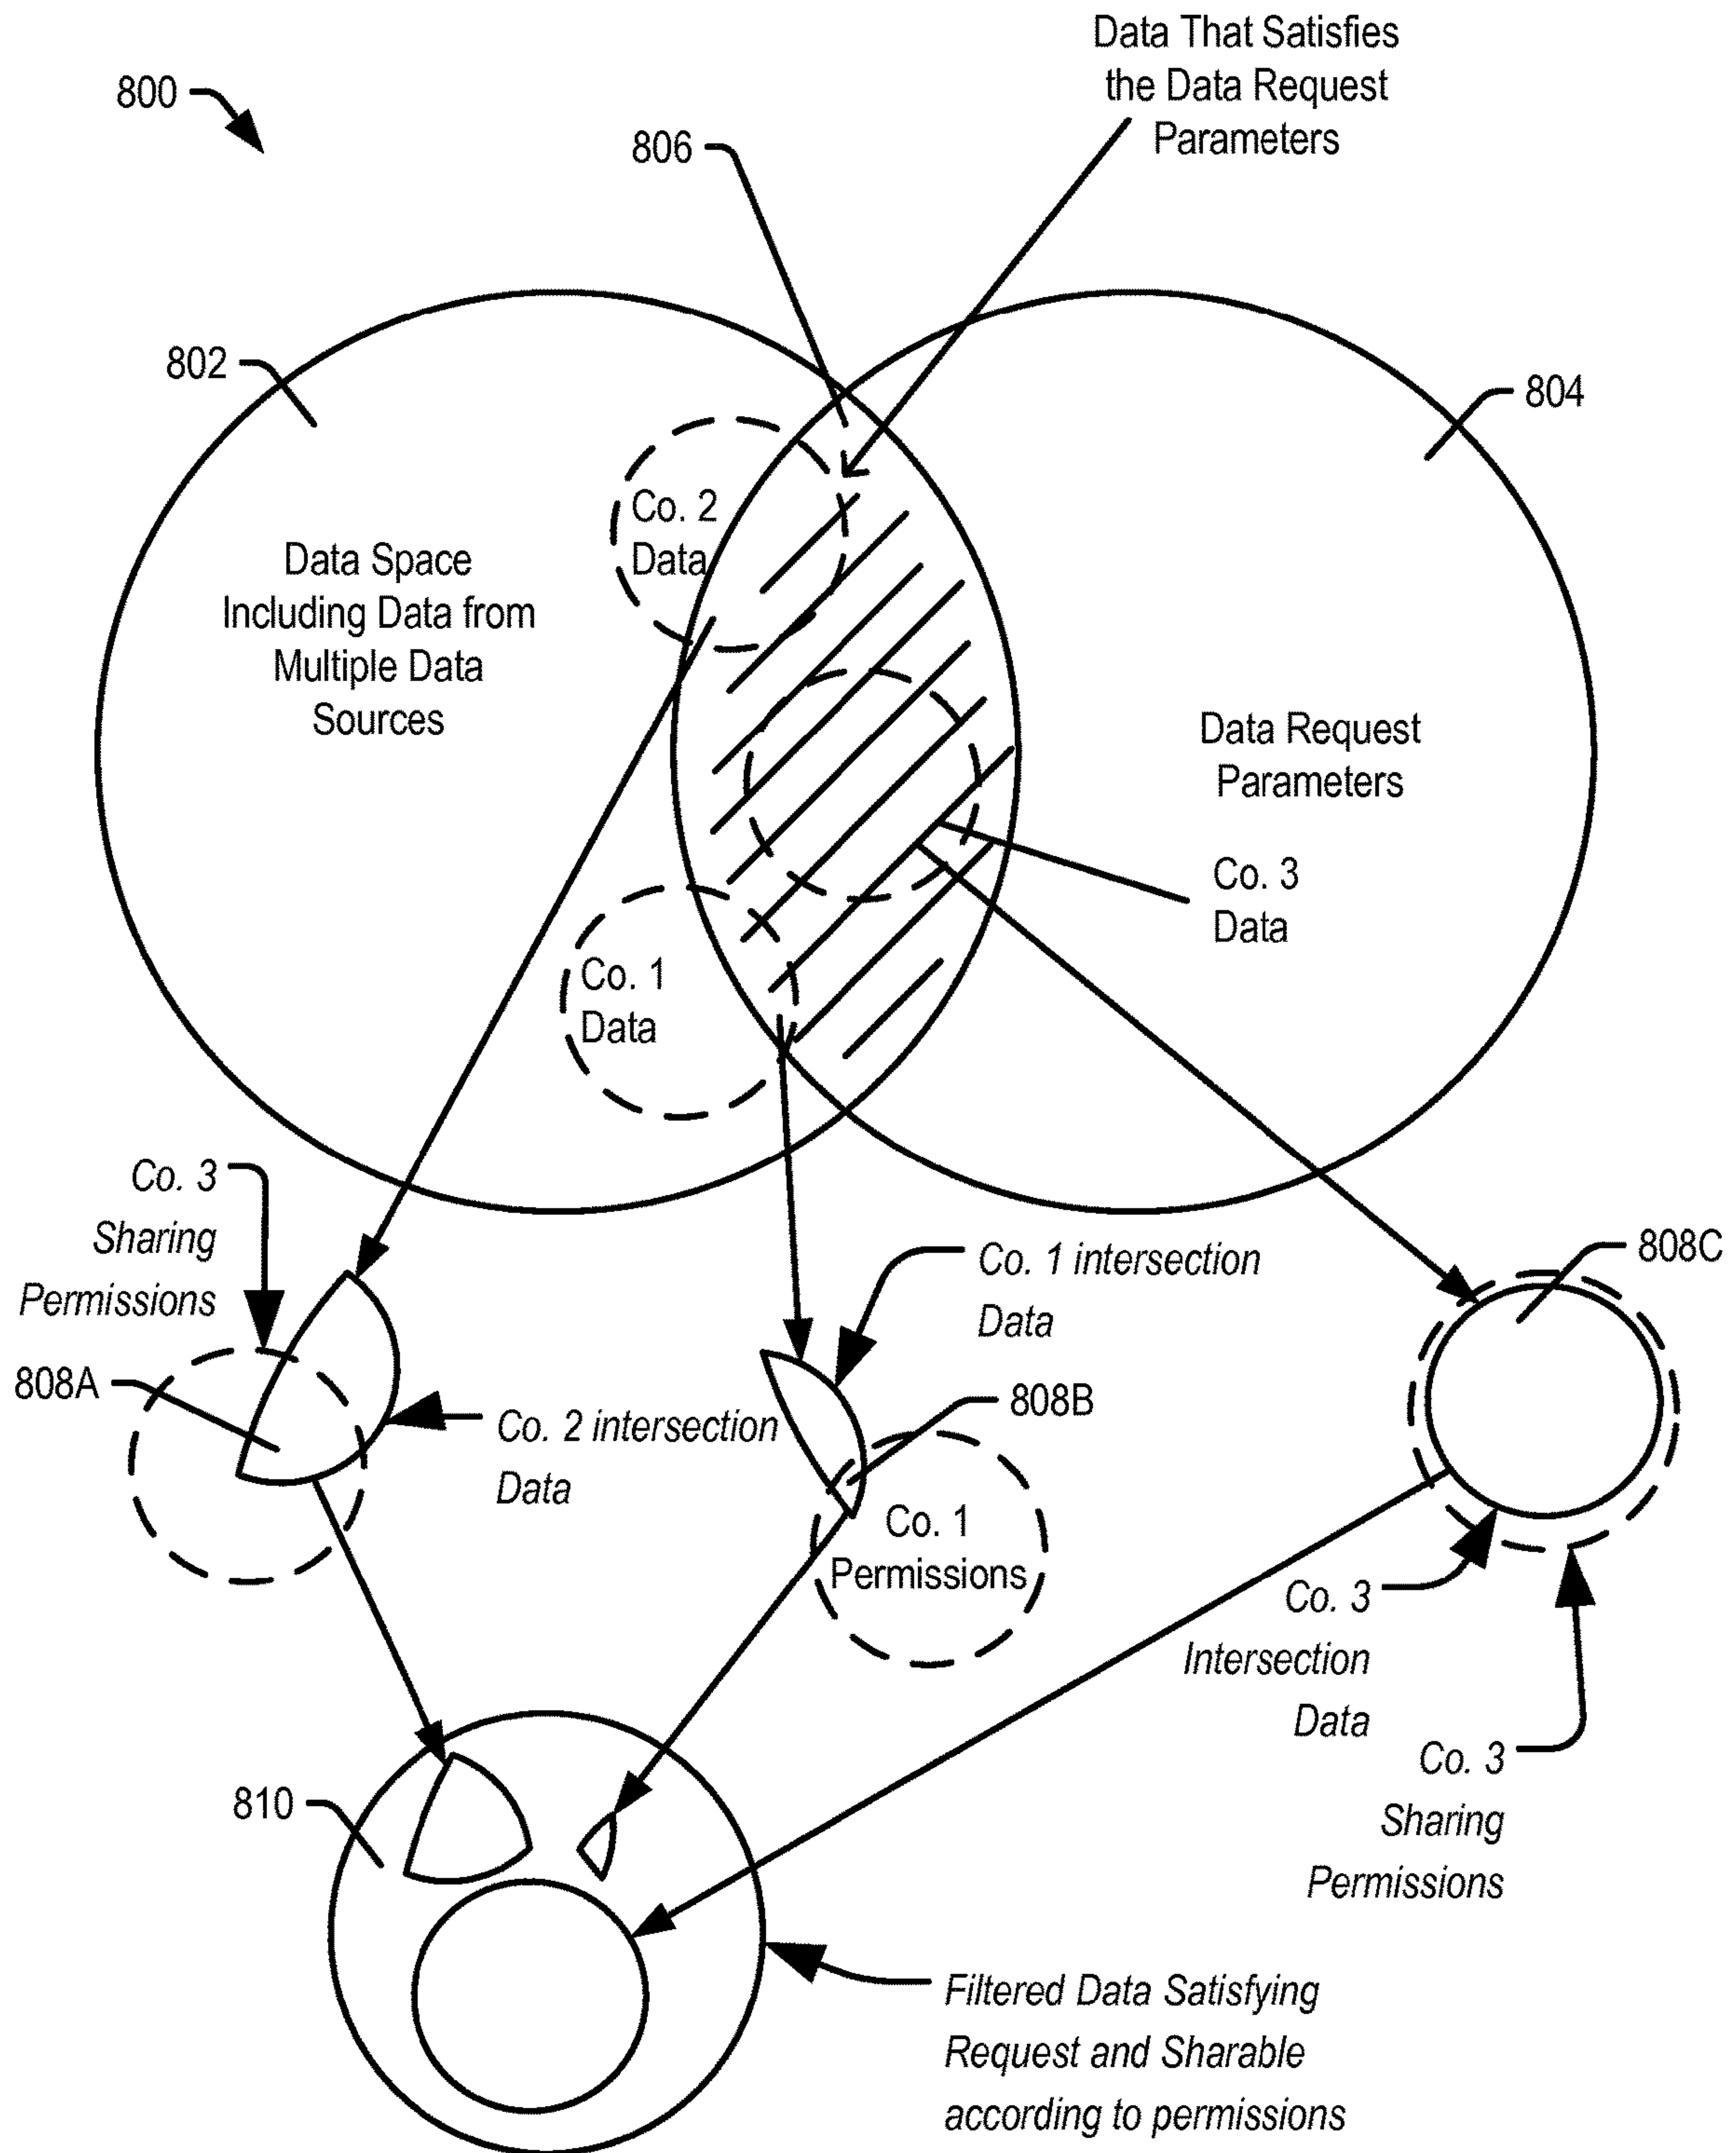 Data That Satisfies
the Data Request
Parameters
800
806
802
804
Co. 2
Data
Data Space
Including Data from
Multiple Data
Sources
Data Request
Parameters
Co. 3
Data
Co. 1
Data
Co. 3
Sharing
Permissions
808A
Co. 2 intersection
Data
Co. 1 intersection
Data
808B
Co. 1
Permissions
808C
Co. 3
Intersection
Data
Co. 3
Sharing
Permissions
810
Filtered Data Satisfying
Request and Sharable
according to permissions